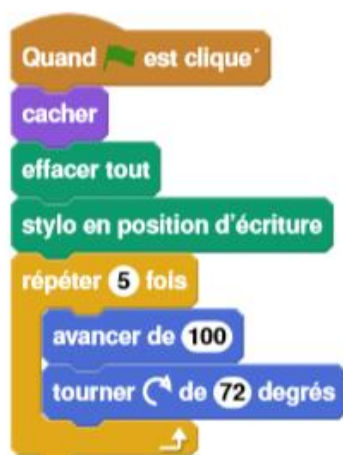 Quand est cliqué
cacher
effacer tout
stylo en position d'écriture
répéter 5 fois
avancer de 100
tourner de 72 degrés